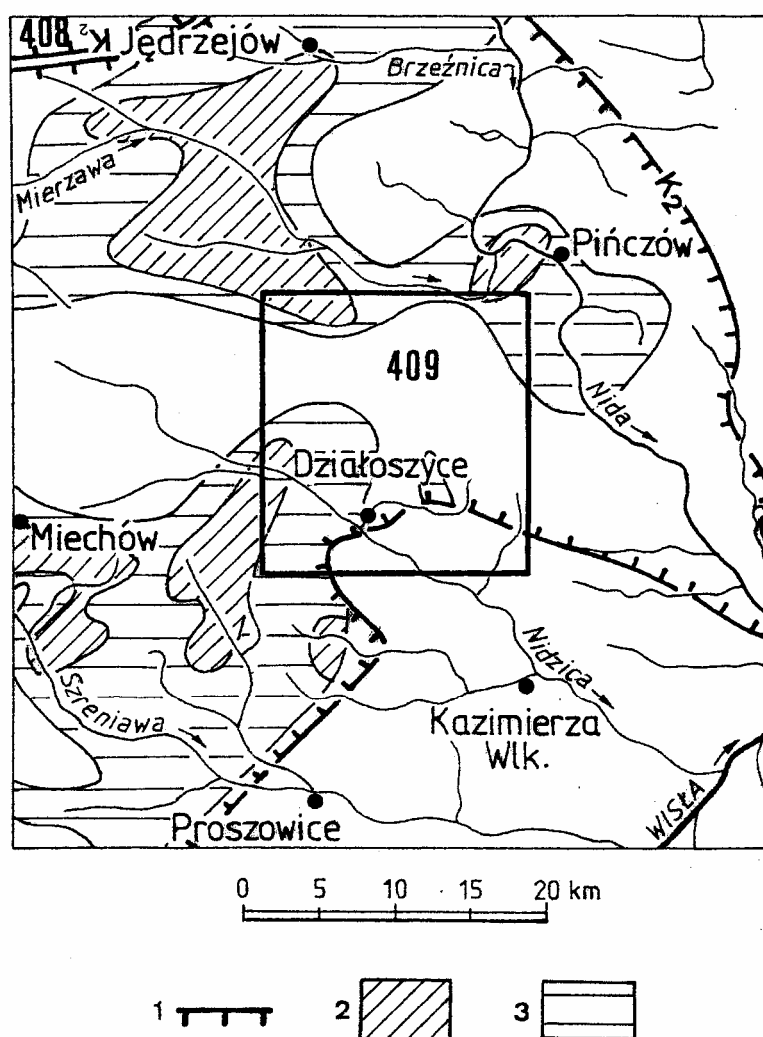 408 K₂ Jędrzejów
Brzeźnica
Mierzawa
K₂
Pińczów
409
Nida
Działoszyce
Miechów
Nidzica
Szreniawa
Kazimierza
Wlk.
WISŁA
Proszowice
0 5 10 15 20 km
1 2 3